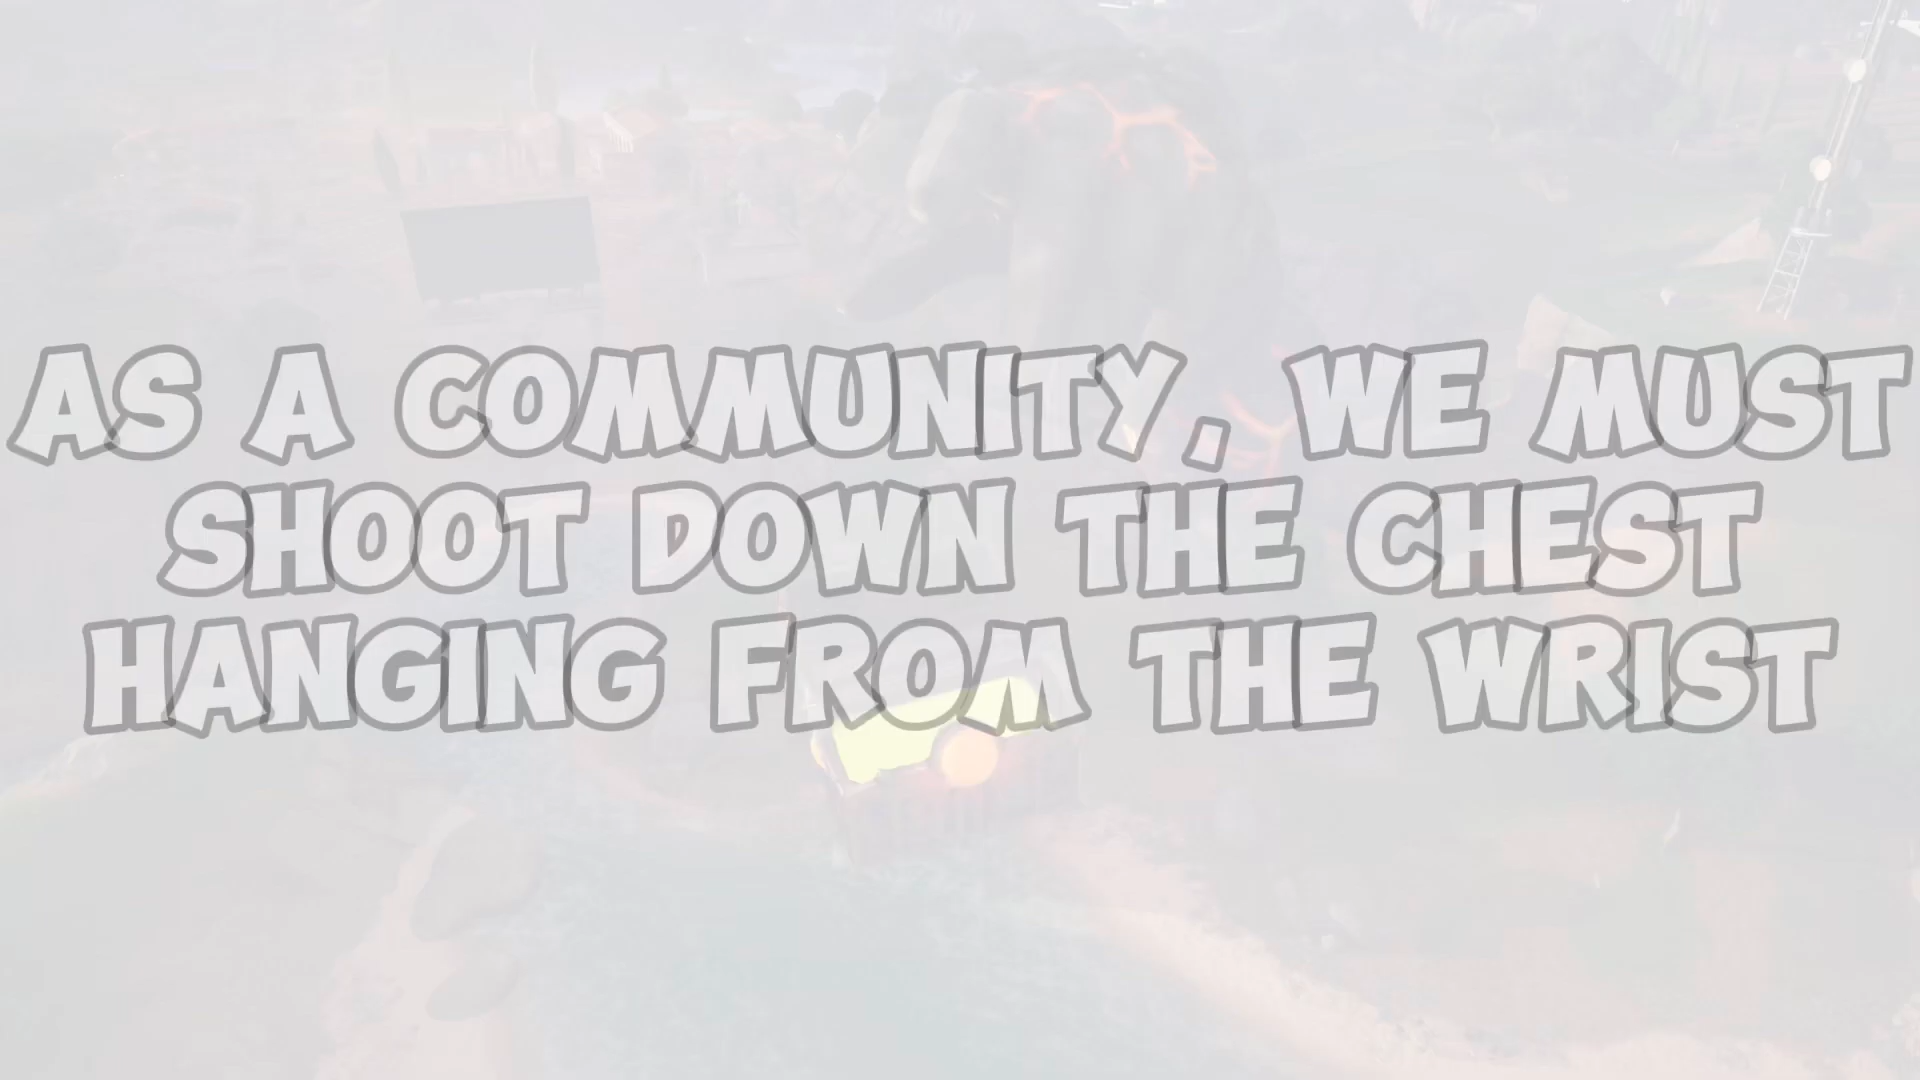 AS A COMMUNITY, WE MUST
SHOOT DOWN THE CHEST
HANGING FROM THE WRIST